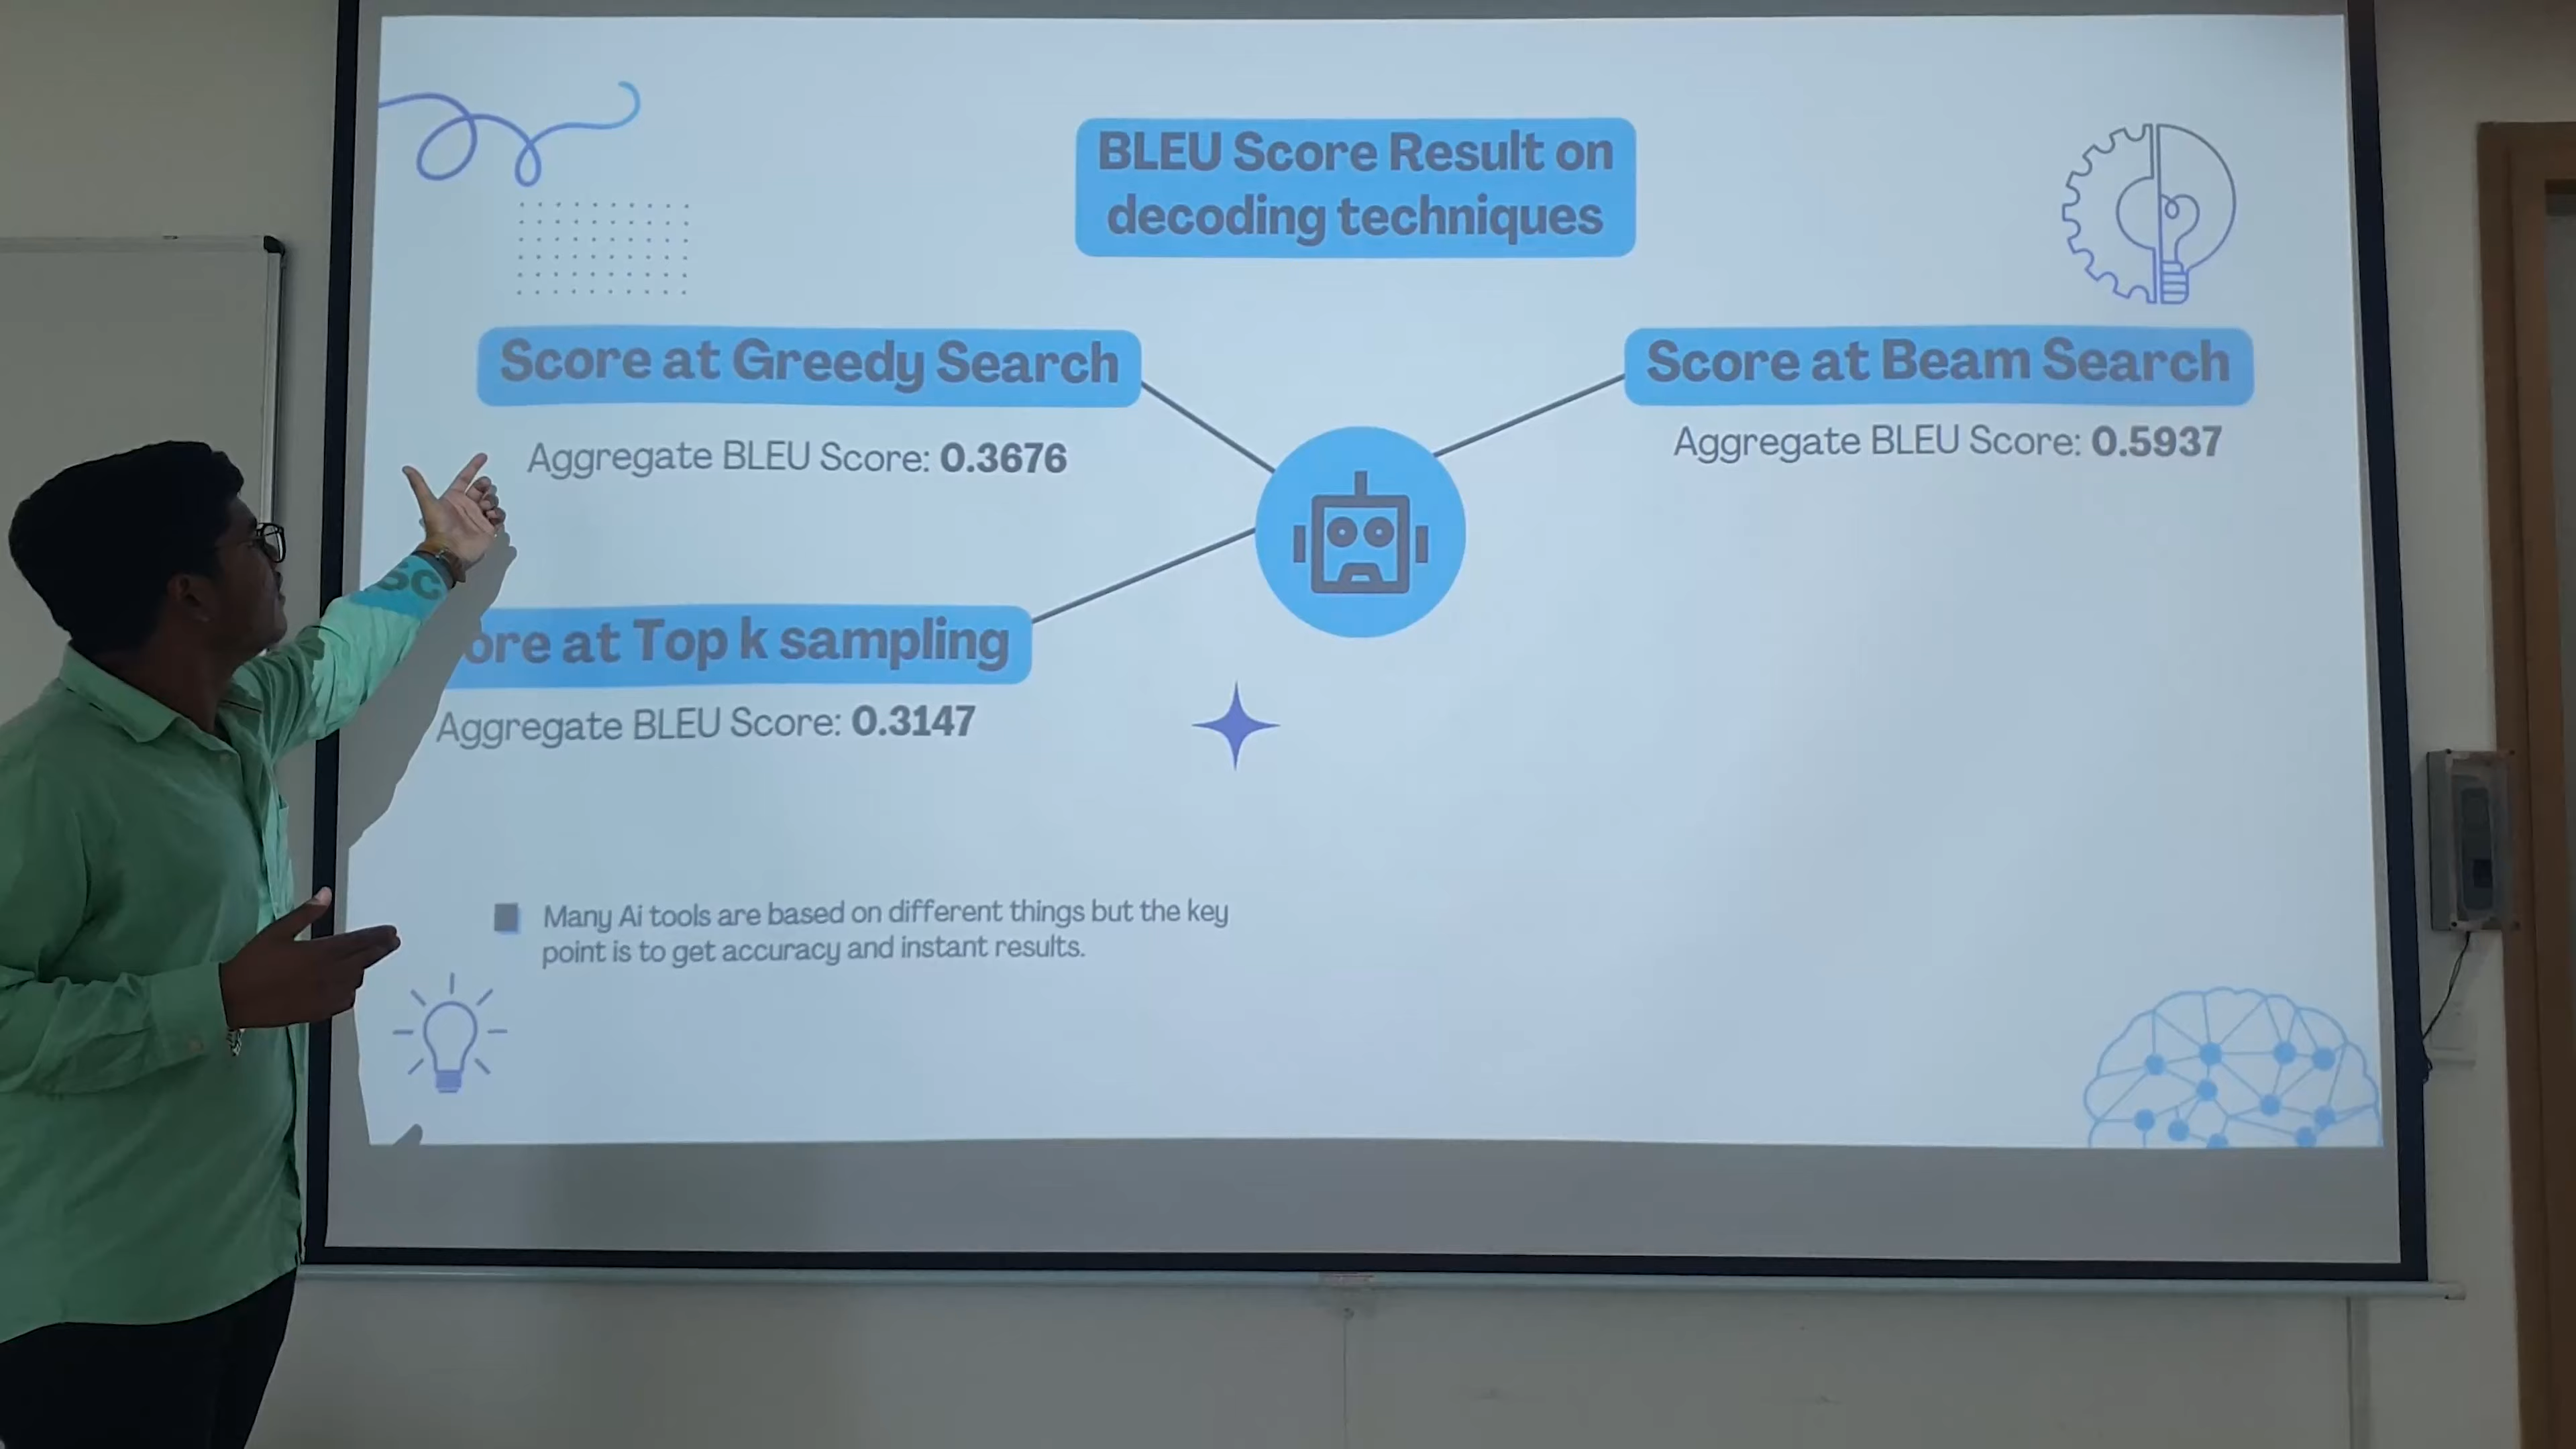 BLEU Score Result on
decoding techniques
Score at Greedy Search
Aggregate BLEU Score: 0.3676
Score at Beam Search
Aggregate BLEU Score: 0.5937
Score at Top k sampling
Aggregate BLEU Score: 0.3147
Many Ai tools are based on different things but the key
point is to get accuracy and instant results.